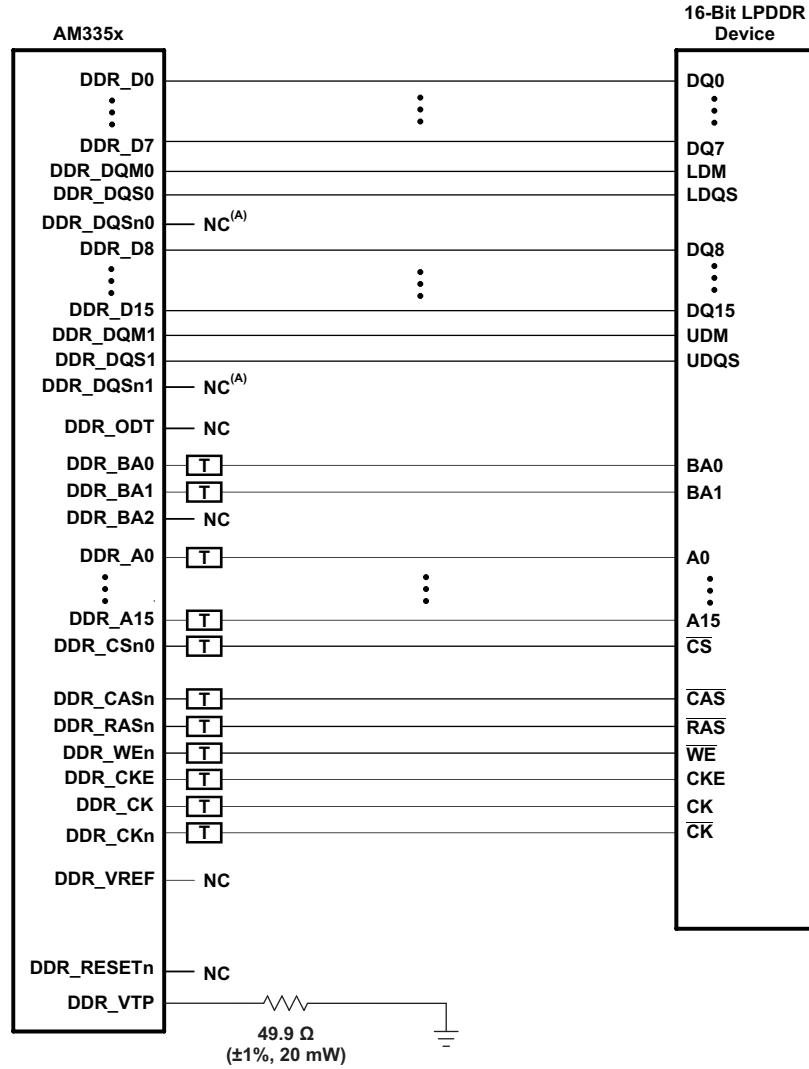 16-Bit LPDDR
Device
AM335x
DDR_D0
DQ0
DDR_D7
DQ7
DDR_DQM0
LDM
DDR_DQS0
LDQS
DDR_DQSn0
NC(A)
DDR_D8
DQ8
DDR_D15
DQ15
DDR_DQM1
UDM
DDR_DQS1
UDQS
DDR_DQSn1
NC(A)
DDR_ODT
NC
DDR_BA0
T
BA0
DDR_BA1
T
BA1
DDR_BA2
NC
DDR_A0
T
A0
DDR_A15
T
A15
DDR_CSn0
T
CS
DDR_CASn
T
CAS
DDR_RASn
T
RAS
DDR_WEn
T
WE
DDR_CKE
T
CKE
DDR_CK
T
CK
DDR_CKn
T
CK
DDR_VREF
NC
DDR_RESETn
NC
DDR_VTP
49.9 Ω
(±1%, 20 mW)